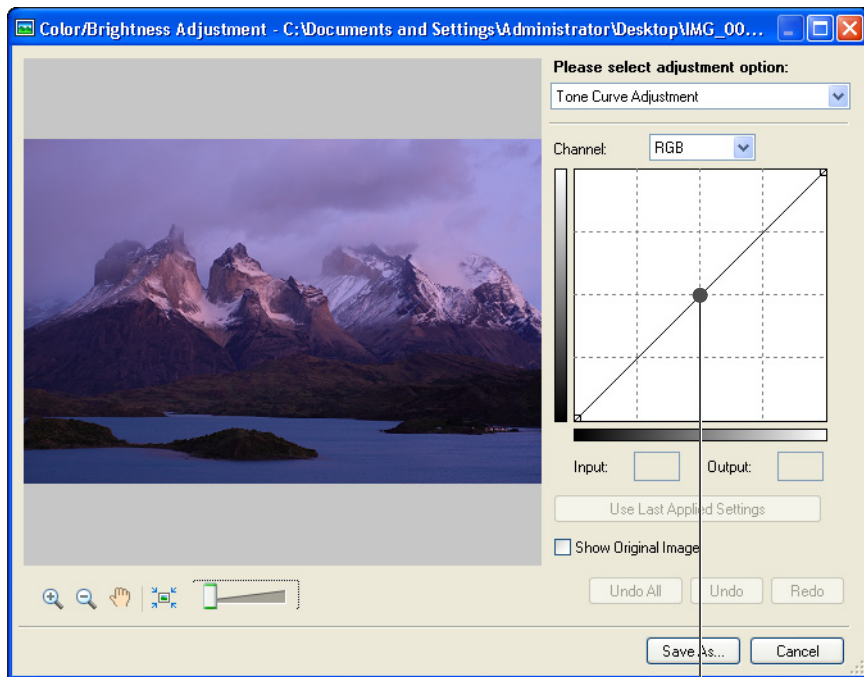 Color/Brightness Adjustment - C:\Documents and Settings\Administrator\Desktop\IMG_00...
Please select adjustment option:
Tone Curve Adjustment
Channel: RGB
Input: Output:
Use Last Applied Settings
Show Original Image
Undo All Undo Redo
Save As... Cancel